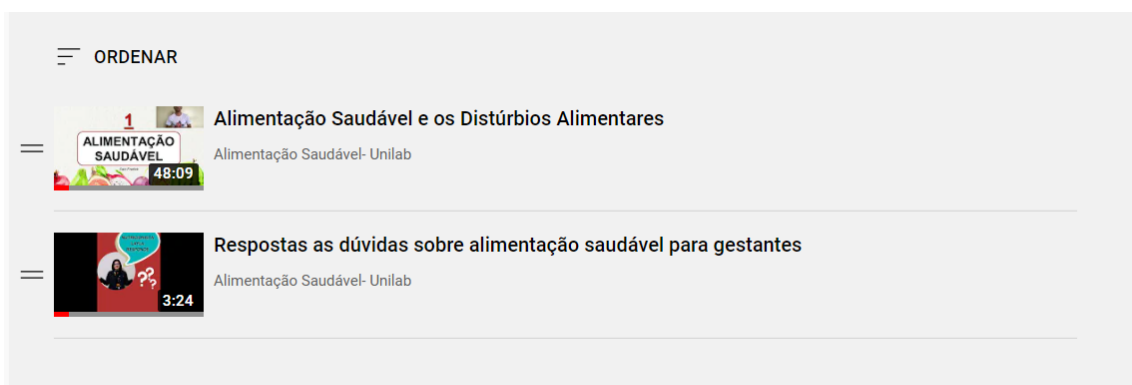 ORDENAR
1
ALIMENTAÇÃO
SAUDÁVEL
48:09
Alimentação Saudável e os Distúrbios Alimentares
Alimentação Saudável- Unilab
??
3:24
Respostas as dúvidas sobre alimentação saudável para gestantes
Alimentação Saudável- Unilab